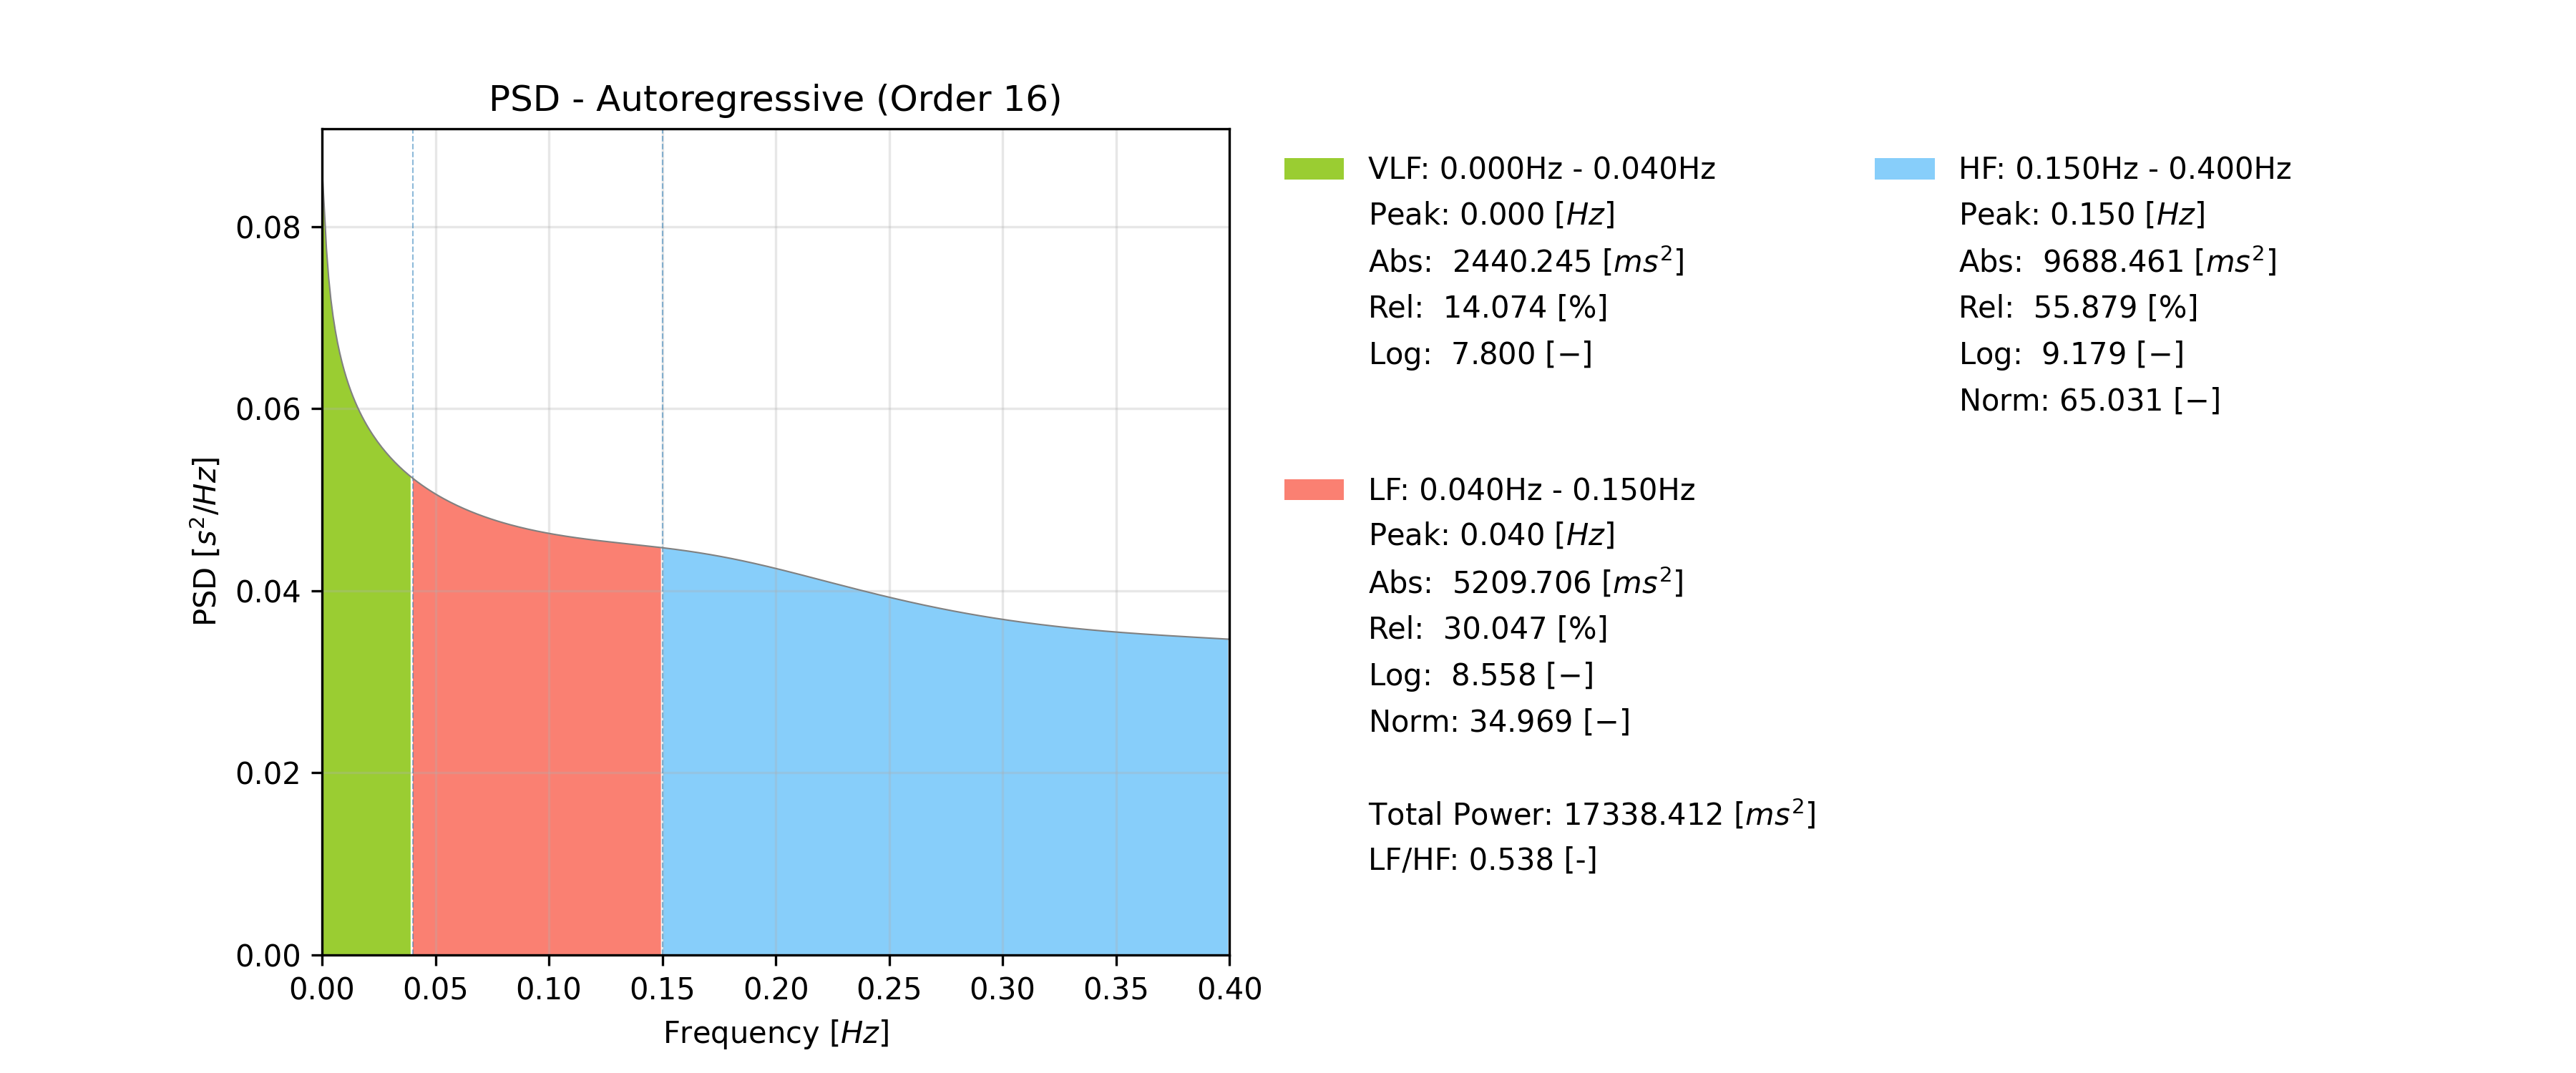 PSD - Autoregressive (Order 16)
PSD [s²/Hz]
0.08
0.06
0.04
0.02
0.00
0.00 0.05 0.10 0.15 0.20 0.25 0.30 0.35 0.40
Frequency [Hz]
VLF: 0.000Hz - 0.040Hz
Peak: 0.000 [Hz]
Abs: 2440.245 [ms²]
Rel: 14.074 [%]
Log: 7.800 [−]
LF: 0.040Hz - 0.150Hz
Peak: 0.040 [Hz]
Abs: 5209.706 [ms²]
Rel: 30.047 [%]
Log: 8.558 [−]
Norm: 34.969 [−]
Total Power: 17338.412 [ms²]
LF/HF: 0.538 [-]
HF: 0.150Hz - 0.400Hz
Peak: 0.150 [Hz]
Abs: 9688.461 [ms²]
Rel: 55.879 [%]
Log: 9.179 [−]
Norm: 65.031 [−]